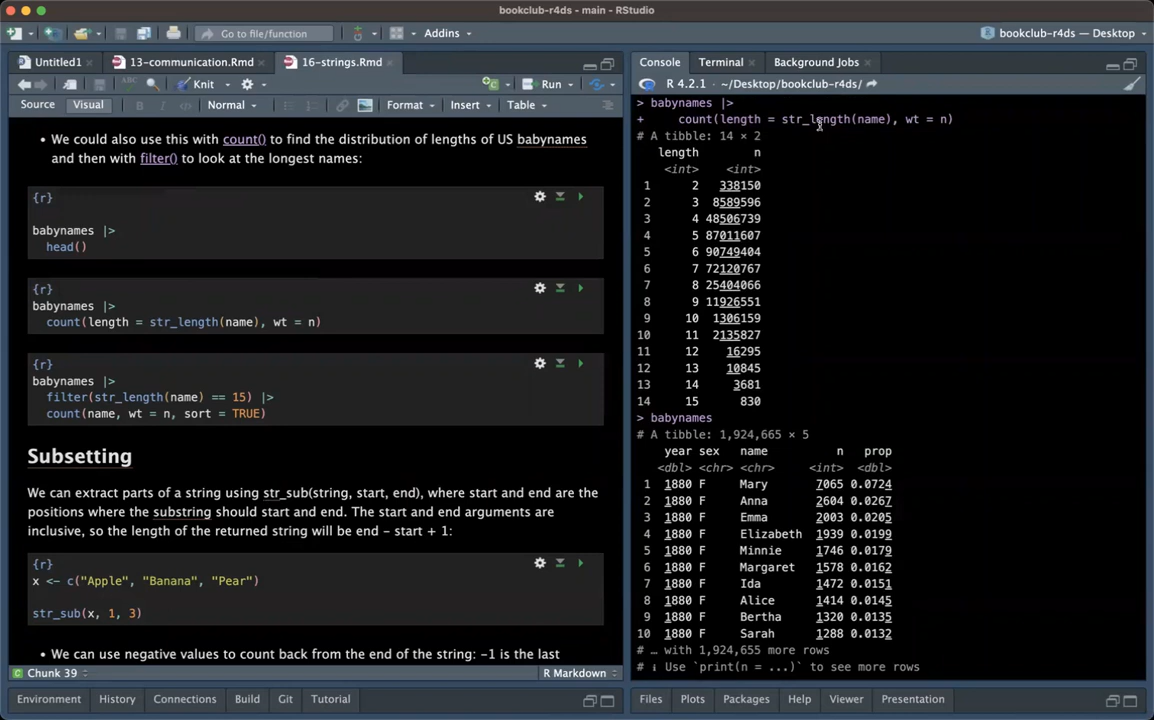 bookclub-r4ds - main - RStudio
Go to file/function
Addins
bookclub-r4ds — Desktop
Untitled1
13-communication.Rmd
16-strings.Rmd
Knit
Run
Source
Visual
B
I
Normal
Format
Insert
Table
• We could also use this with count() to find the distribution of lengths of US babynames
and then with filter() to look at the longest names:
{r}
babynames |>
head()
{r}
babynames |>
count(length = str_length(name), wt = n)
{r}
babynames |>
filter(str_length(name) == 15) |>
count(name, wt = n, sort = TRUE)
Subsetting
We can extract parts of a string using str_sub(string, start, end), where start and end are the
positions where the substring should start and end. The start and end arguments are
inclusive, so the length of the returned string will be end - start + 1:
{r}
x <- c("Apple", "Banana", "Pear")
str_sub(x, 1, 3)
• We can use negative values to count back from the end of the string: -1 is the last
Chunk 39
R Markdown
Environment
History
Connections
Build
Git
Tutorial
Console
Terminal
Background Jobs
R 4.2.1 · ~/Desktop/bookclub-r4ds/
> babynames |>
+ count(length = str_length(name), wt = n)
# A tibble: 14 × 2
length n
<int> <int>
1 2 338150
2 3 8589596
3 4 48506739
4 5 87011607
5 6 90749404
6 7 72120767
7 8 25404066
8 9 11926551
9 10 1306159
10 11 2135827
11 12 16295
12 13 10845
13 14 3681
14 15 830
> babynames
# A tibble: 1,924,665 × 5
year sex name n prop
<dbl> <chr> <chr> <int> <dbl>
1 1880 F Mary 7065 0.0724
2 1880 F Anna 2604 0.0267
3 1880 F Emma 2003 0.0205
4 1880 F Elizabeth 1939 0.0199
5 1880 F Minnie 1746 0.0179
6 1880 F Margaret 1578 0.0162
7 1880 F Ida 1472 0.0151
8 1880 F Alice 1414 0.0145
9 1880 F Bertha 1320 0.0135
10 1880 F Sarah 1288 0.0132
# … with 1,924,655 more rows
# ℹ Use `print(n = ...)` to see more rows
Files
Plots
Packages
Help
Viewer
Presentation